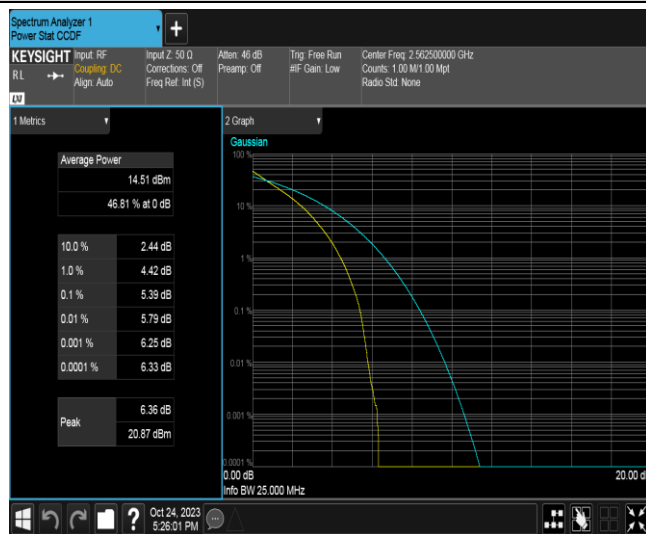 Spectrum Analyzer 1
Power Stat CCDF
+
KEYSIGHT
RL
Input: RF
Coupling: DC
Align: Auto
Input Z: 50 Ω
Corrections: Off
Freq Ref: Int (S)
Atten: 46 dB
Preamp: Off
Trig: Free Run
#IF Gain: Low
Center Freq: 2.562500000 GHz
Counts: 1.00 M/1.00 Mpt
Radio Std: None
LXI
1 Metrics
Average Power
14.51 dBm
46.81 % at 0 dB
10.0 % 2.44 dB
1.0 % 4.42 dB
0.1 % 5.39 dB
0.01 % 5.79 dB
0.001 % 6.25 dB
0.0001 % 6.33 dB
Peak
6.36 dB
20.87 dBm
2 Graph
Gaussian
100 %
10 %
1 %
0.1 %
0.01 %
0.001 %
0.0001 %
0.00 dB
20.00 d
Info BW 25.000 MHz
?
Oct 24, 2023
5:26:01 PM